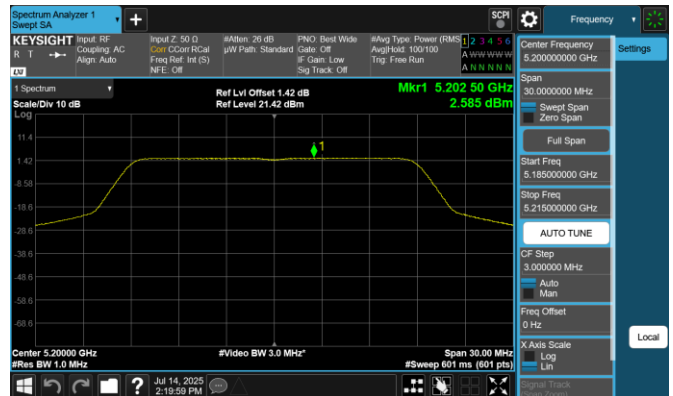 Spectrum Analyzer 1
Swept SA
SCPI
Frequency
KEYSIGHT
R T
LXI
Input: RF
Coupling: AC
Align: Auto
Input Z: 50 Ω
Corr CCorr RCal
Freq Ref: Int (S)
NFE: Off
#Atten: 26 dB
µW Path: Standard
PNO: Best Wide
Gate: Off
IF Gain: Low
Sig Track: Off
#Avg Type: Power (RMS
Avg|Hold: 100/100
Trig: Free Run
1 2 3 4 5 6
A W W W W W
A N N N N N
1 Spectrum
Scale/Div 10 dB
Log
Ref Lvl Offset 1.42 dB
Ref Level 21.42 dBm
Mkr1 5.202 50 GHz
2.585 dBm
1
11.4
1.42
-8.58
-18.6
-28.6
-38.6
-48.6
-58.6
-68.6
Center 5.20000 GHz
#Res BW 1.0 MHz
#Video BW 3.0 MHz*
Span 30.00 MHz
#Sweep 601 ms (601 pts)
Jul 14, 2025
2:19:59 PM
Center Frequency
5.200000000 GHz
Span
30.0000000 MHz
Swept Span
Zero Span
Full Span
Start Freq
5.185000000 GHz
Stop Freq
5.215000000 GHz
AUTO TUNE
CF Step
3.000000 MHz
Auto
Man
Freq Offset
0 Hz
X Axis Scale
Log
Lin
Signal Track
(Span Zoom)
Settings
Local